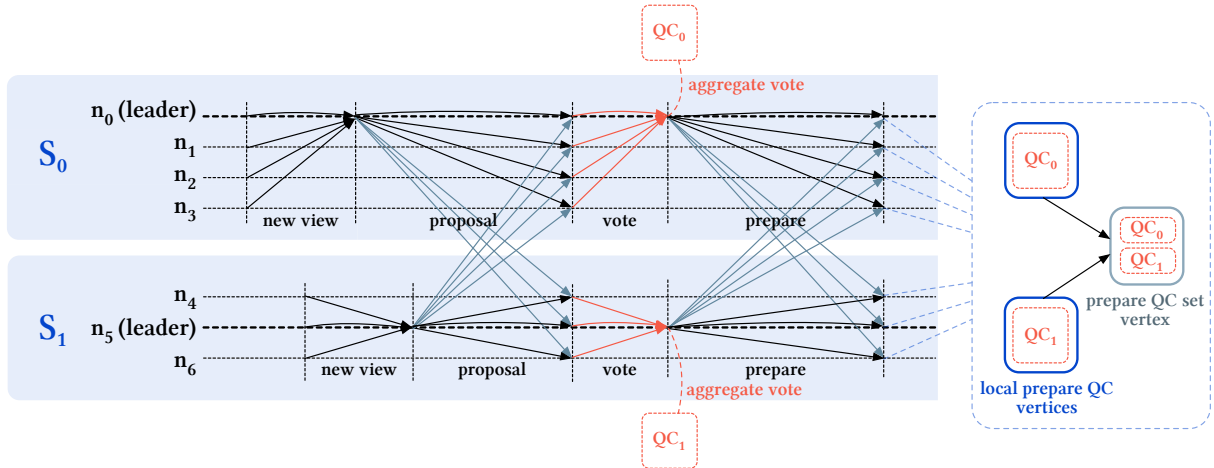 QC₀
aggregate vote
S₀
n₀ (leader)
n₁
n₂
n₃
new view
proposal
vote
prepare
S₁
n₄
n₅ (leader)
n₆
new view
proposal
vote
prepare
aggregate vote
QC₁
QC₀
QC₀
QC₁
prepare QC set
vertex
QC₁
local prepare QC
vertices